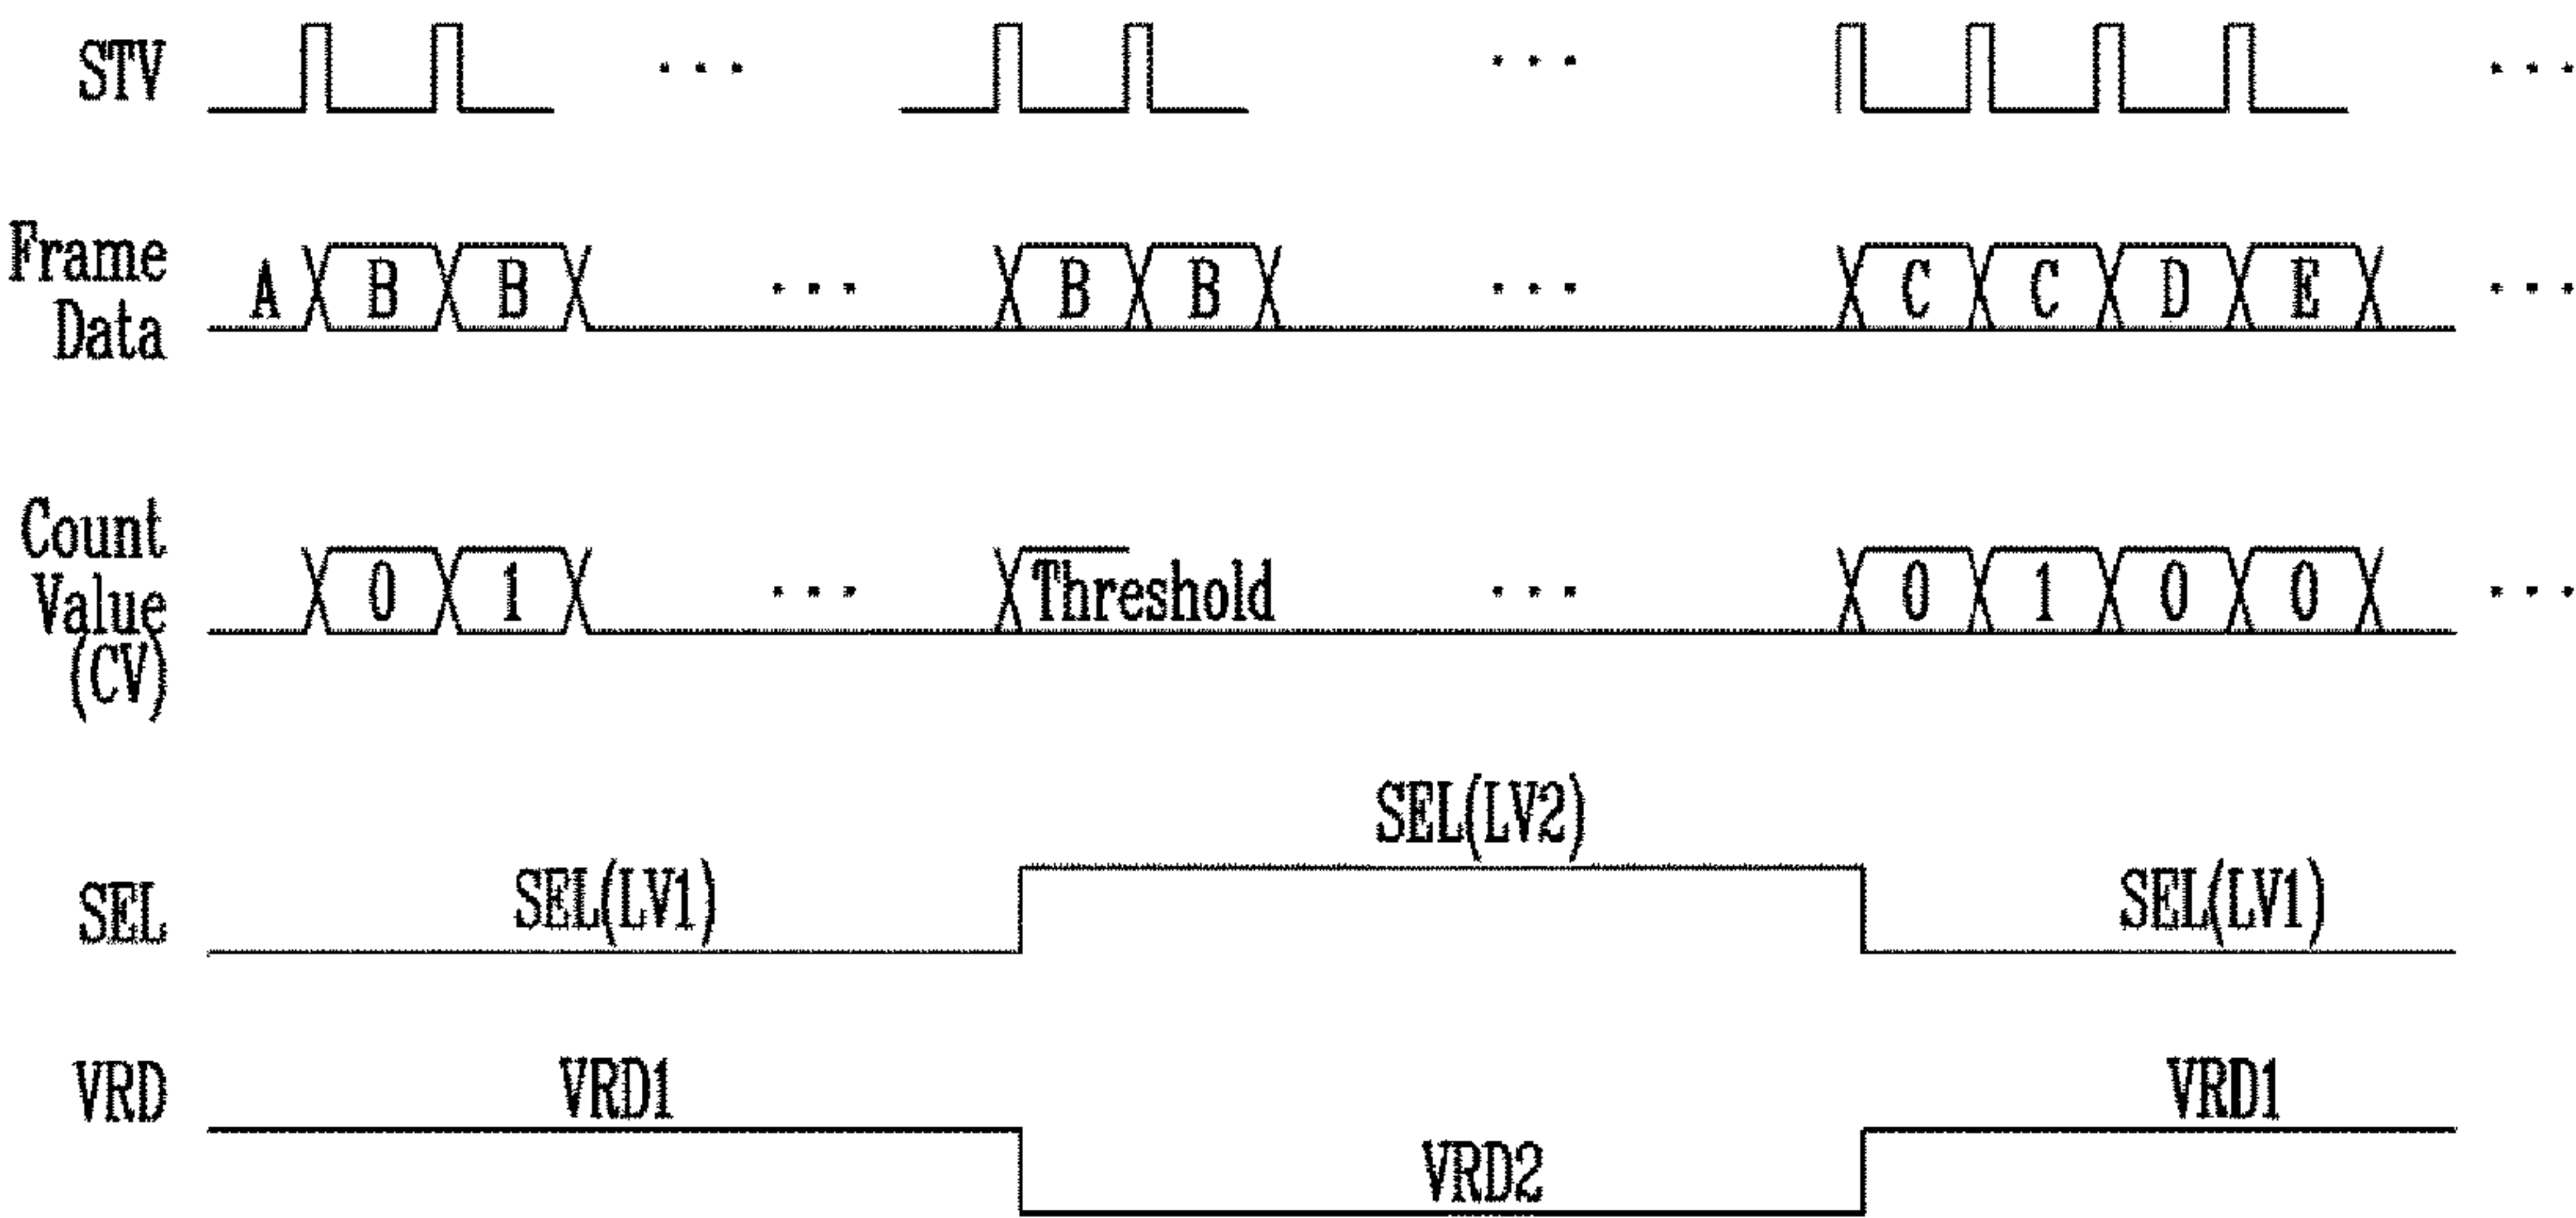 STV ... ... ...
Frame Data A B B ... B B ... C C D E ...
Count Value (CV) 0 1 ... Threshold ... 0 1 0 0 ...
SEL SEL(LV1) SEL(LV2) SEL(LV1)
VRD VRD1 VRD2 VRD1